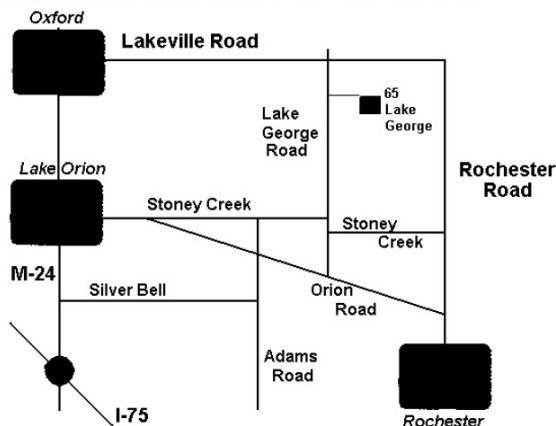 Oxford
Lakeville Road
65
Lake
George
Lake
George
Road
Rochester
Road
Lake Orion
Stoney Creek
Stoney
Creek
M-24
Silver Bell
Orion
Road
Adams
Road
I-75
Rochester